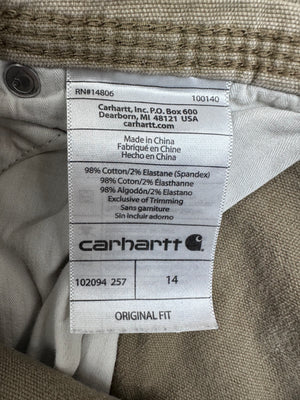 RN#14806 100140
Carhartt, Inc. P.O. Box 600
Dearborn, MI 48121 USA
carhartt.com
Made in China
Fabriqué en Chine
Hecho en China
98% Cotton/2% Elastane (Spandex)
98% Coton/2% Élasthanne
98% Algodón/2% Elastano
Exclusive of Trimming
Sans garniture
Sin incluir adorno
carhartt
102094 257 14
ORIGINAL FIT